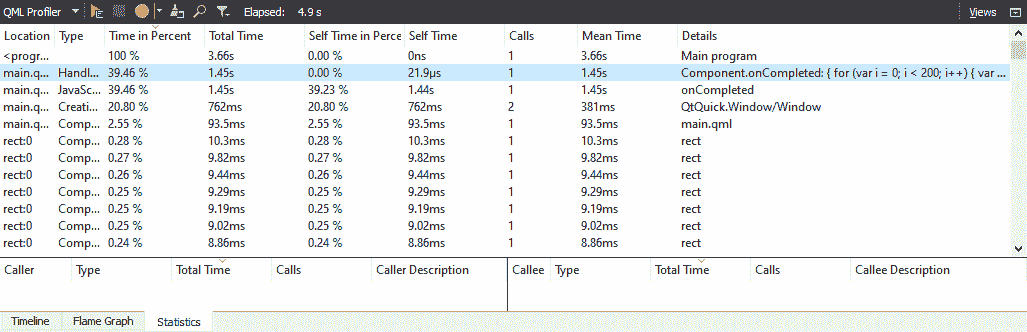 QML Profiler Elapsed: 4.9 s Views
Location Type Time in Percent Total Time Self Time in Perce Self Time Calls Mean Time Details
<progr... 100 % 3.66s 0.00 % 0ns 1 3.66s Main program
main.q... Handl... 39.46 % 1.45s 0.00 % 21.9µs 1 1.45s Component.onCompleted: { for (var i = 0; i < 200; i++) { var ...
main.q... JavaSc... 39.46 % 1.45s 39.23 % 1.44s 1 1.45s onCompleted
main.q... Creati... 20.80 % 762ms 20.80 % 762ms 2 381ms QtQuick.Window/Window
main.q... Comp... 2.55 % 93.5ms 2.55 % 93.5ms 1 93.5ms main.qml
rect:0 Comp... 0.28 % 10.3ms 0.28 % 10.3ms 1 10.3ms rect
rect:0 Comp... 0.27 % 9.82ms 0.27 % 9.82ms 1 9.82ms rect
rect:0 Comp... 0.26 % 9.44ms 0.26 % 9.44ms 1 9.44ms rect
rect:0 Comp... 0.25 % 9.29ms 0.25 % 9.29ms 1 9.29ms rect
rect:0 Comp... 0.25 % 9.19ms 0.25 % 9.19ms 1 9.19ms rect
rect:0 Comp... 0.25 % 9.02ms 0.25 % 9.02ms 1 9.02ms rect
rect:0 Comp... 0.24 % 8.86ms 0.24 % 8.86ms 1 8.86ms rect
Caller Type Total Time Calls Caller Description Callee Type Total Time Calls Callee Description
Timeline Flame Graph Statistics